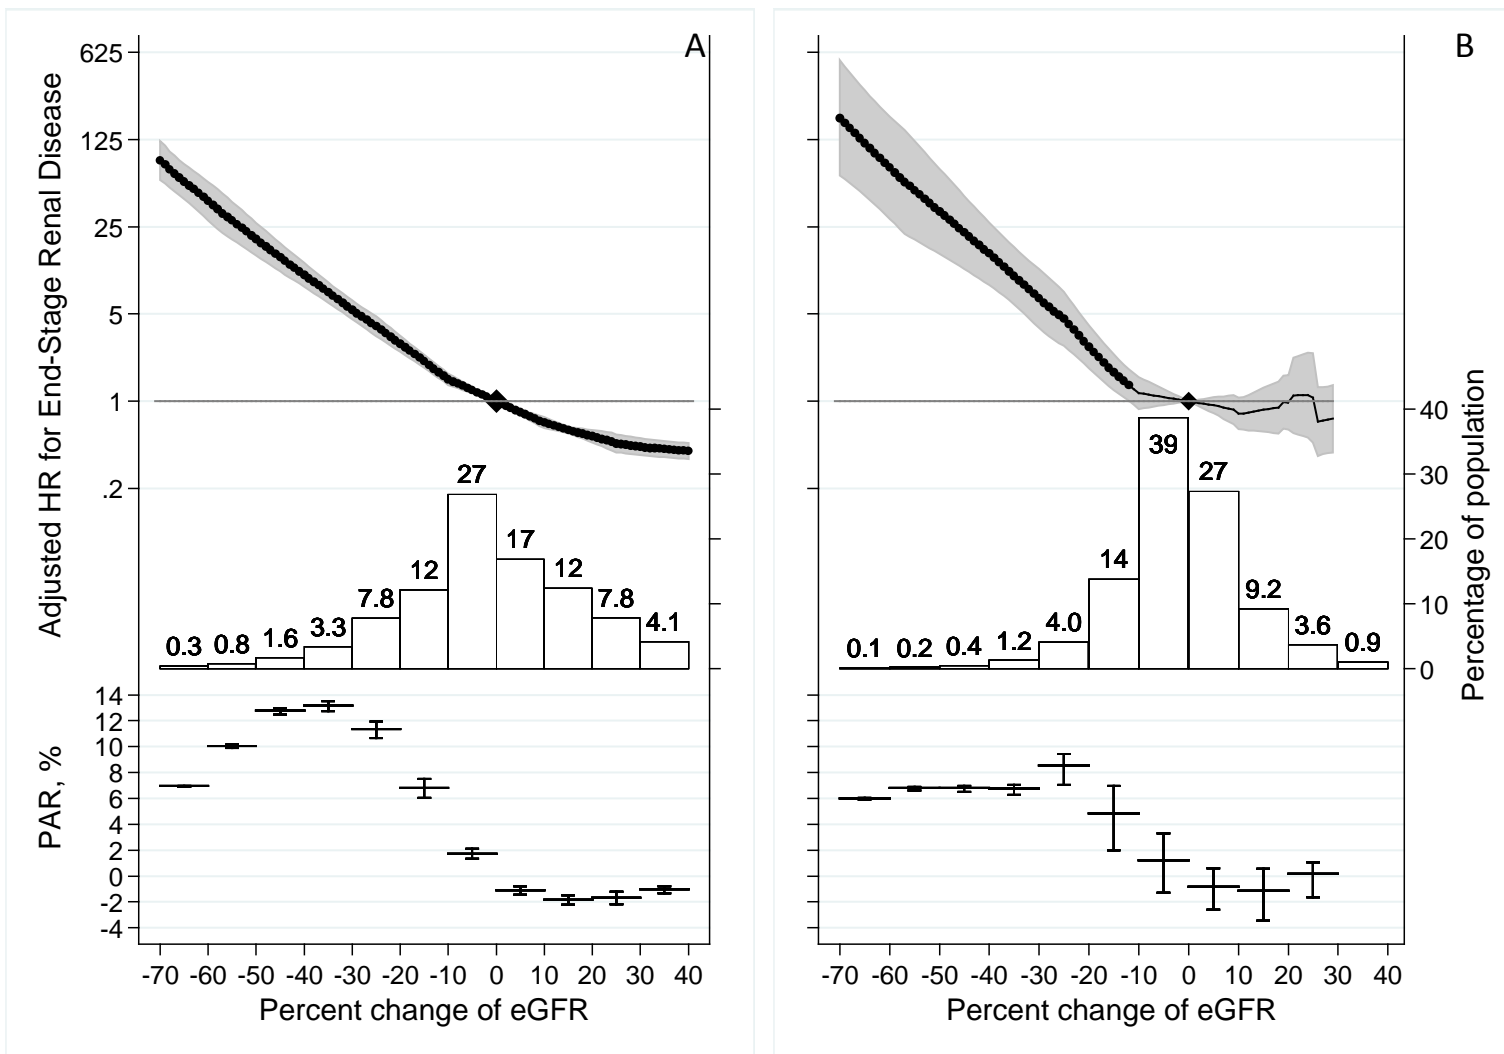 A
B
625
125
25
5
1
.2
Adjusted HR for End-Stage Renal Disease
40
30
20
10
0
Percentage of population
0.3 0.8 1.6 3.3 7.8 12 27 17 12 7.8 4.1
0.1 0.2 0.4 1.2 4.0 14 39 27 9.2 3.6 0.9
14
12
10
8
6
4
2
0
-2
-4
PAR, %
-70 -60 -50 -40 -30 -20 -10 0 10 20 30 40
-70 -60 -50 -40 -30 -20 -10 0 10 20 30 40
Percent change of eGFR
Percent change of eGFR